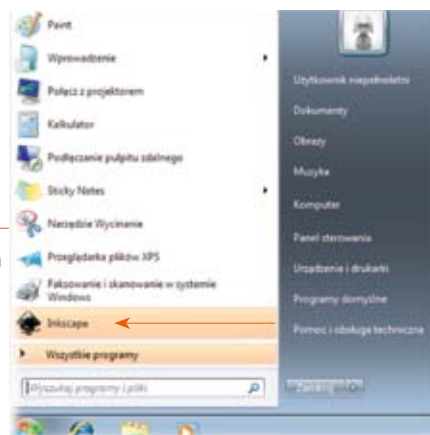 Paint
Wprowadzenie
Połącz z projektorem
Kalkulator
Podłączanie pulpitu zdalnego
Sticky Notes
Narzędzie Wycinanie
Przeglądarka plików XPS
Faksowanie i skanowanie w systemie
Windows
Inkscape
Wszystkie programy
Wyszukaj programy i pliki
Użytkownik niepełnoletni
Dokumenty
Obrazy
Muzyka
Komputer
Panel sterowania
Urządzenia i drukarki
Programy domyślne
Pomoc i obsługa techniczna
Zamknij